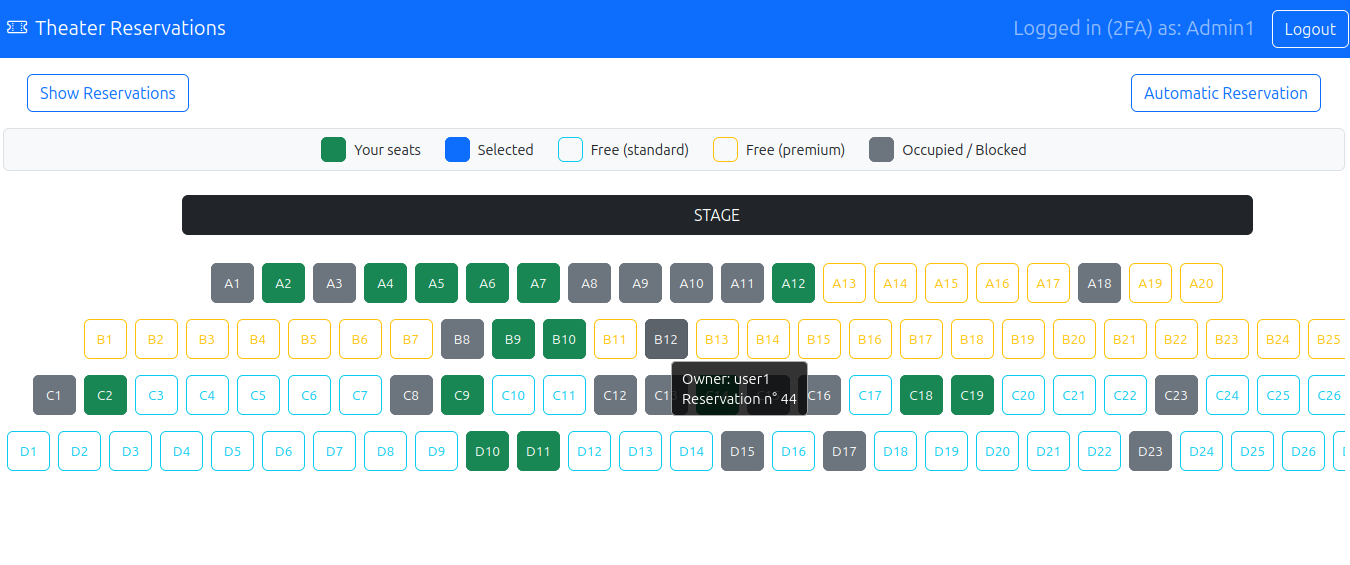 Theater Reservations Logged in (2FA) as: Admin1 Logout
Show Reservations Automatic Reservation
Your seats Selected Free (standard) Free (premium) Occupied / Blocked
STAGE
A1 A2 A3 A4 A5 A6 A7 A8 A9 A10 A11 A12 A13 A14 A15 A16 A17 A18 A19 A20
B1 B2 B3 B4 B5 B6 B7 B8 B9 B10 B11 B12 B13 B14 B15 B16 B17 B18 B19 B20 B21 B22 B23 B24 B25
Owner: user1
Reservation n° 44
C1 C2 C3 C4 C5 C6 C7 C8 C9 C10 C11 C12 C13 C16 C17 C18 C19 C20 C21 C22 C23 C24 C25 C26
D1 D2 D3 D4 D5 D6 D7 D8 D9 D10 D11 D12 D13 D14 D15 D16 D17 D18 D19 D20 D21 D22 D23 D24 D25 D26